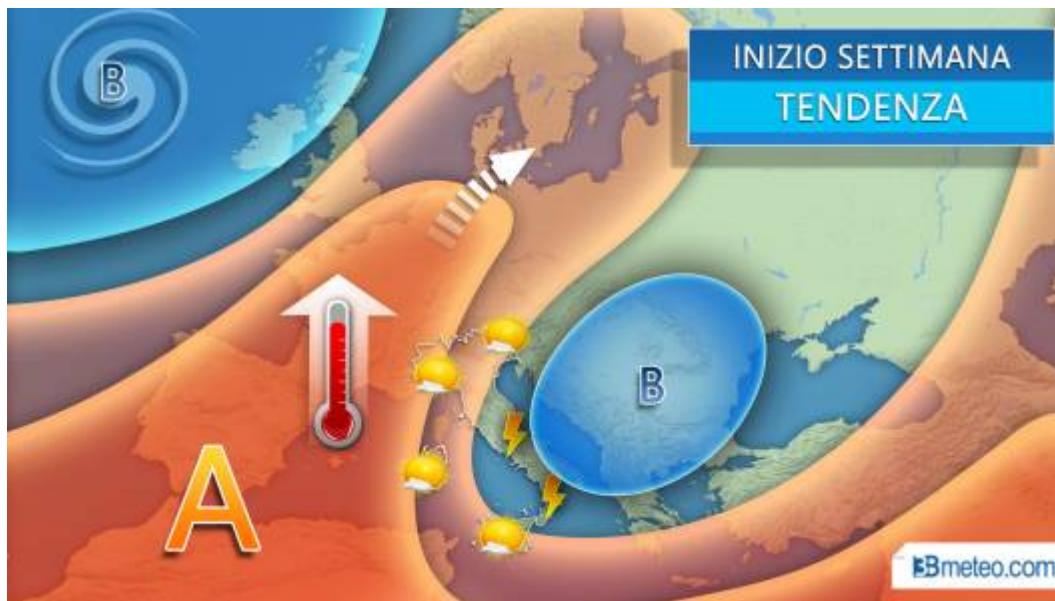 B
INIZIO SETTIMANA
TENDENZA
B
A
3Bmeteo.com